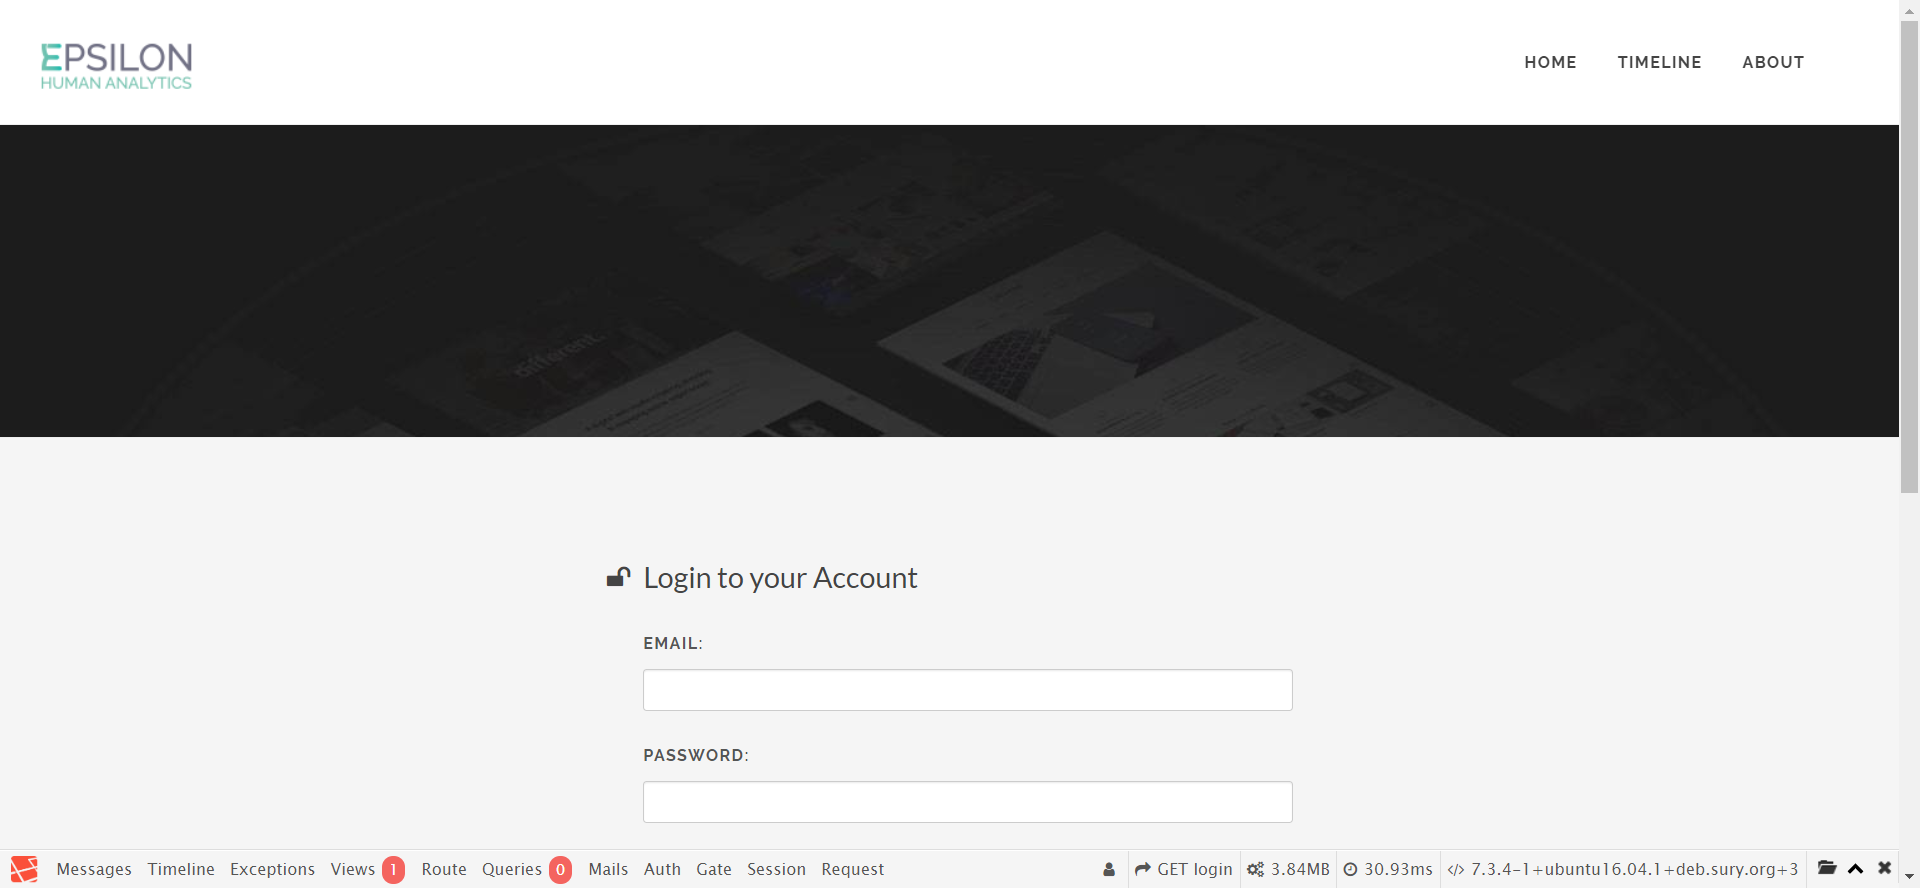 EPSILON
HUMAN ANALYTICS
HOME TIMELINE ABOUT
different.
Login to your Account
EMAIL:
PASSWORD:
Messages Timeline Exceptions Views 1 Route Queries 0 Mails Auth Gate Session Request GET login 3.84MB 30.93ms 7.3.4-1+ubuntu16.04.1+deb.sury.org+3